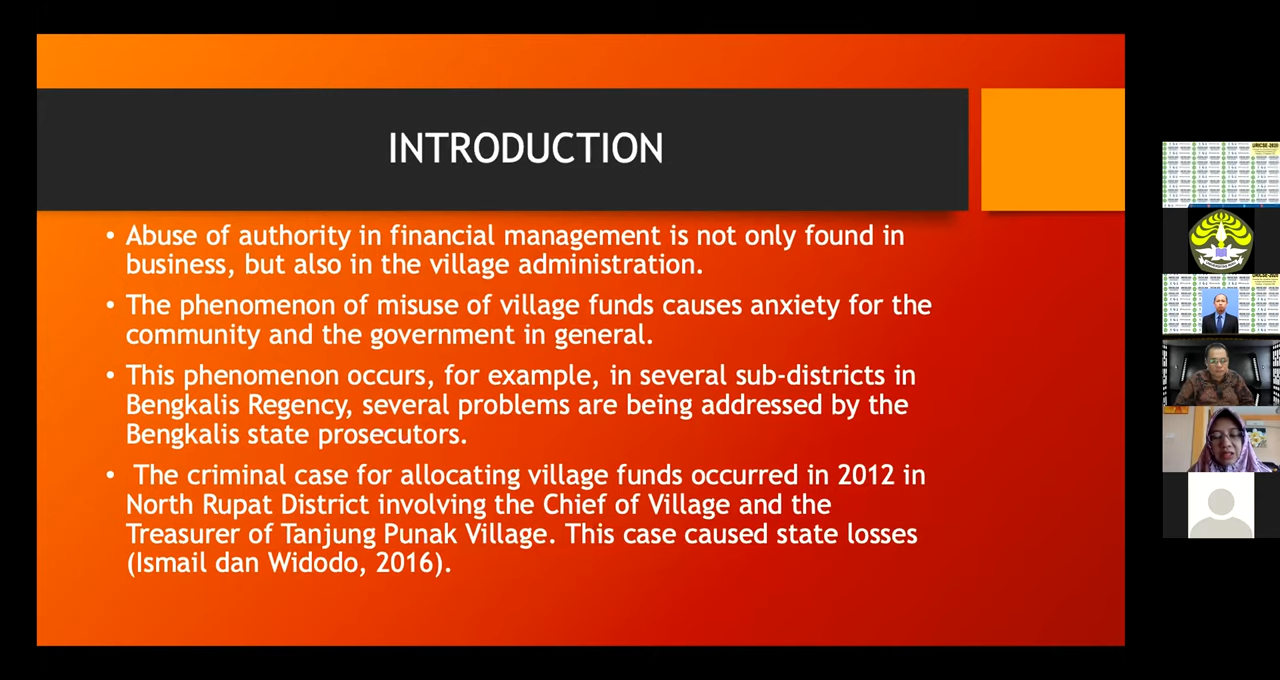 INTRODUCTION
• Abuse of authority in financial management is not only found in
business, but also in the village administration.
• The phenomenon of misuse of village funds causes anxiety for the
community and the government in general.
• This phenomenon occurs, for example, in several sub-districts in
Bengkalis Regency, several problems are being addressed by the
Bengkalis state prosecutors.
• The criminal case for allocating village funds occurred in 2012 in
North Rupat District involving the Chief of Village and the
Treasurer of Tanjung Punak Village. This case caused state losses
(Ismail dan Widodo, 2016).
URICSE-2020
URICSE-2020